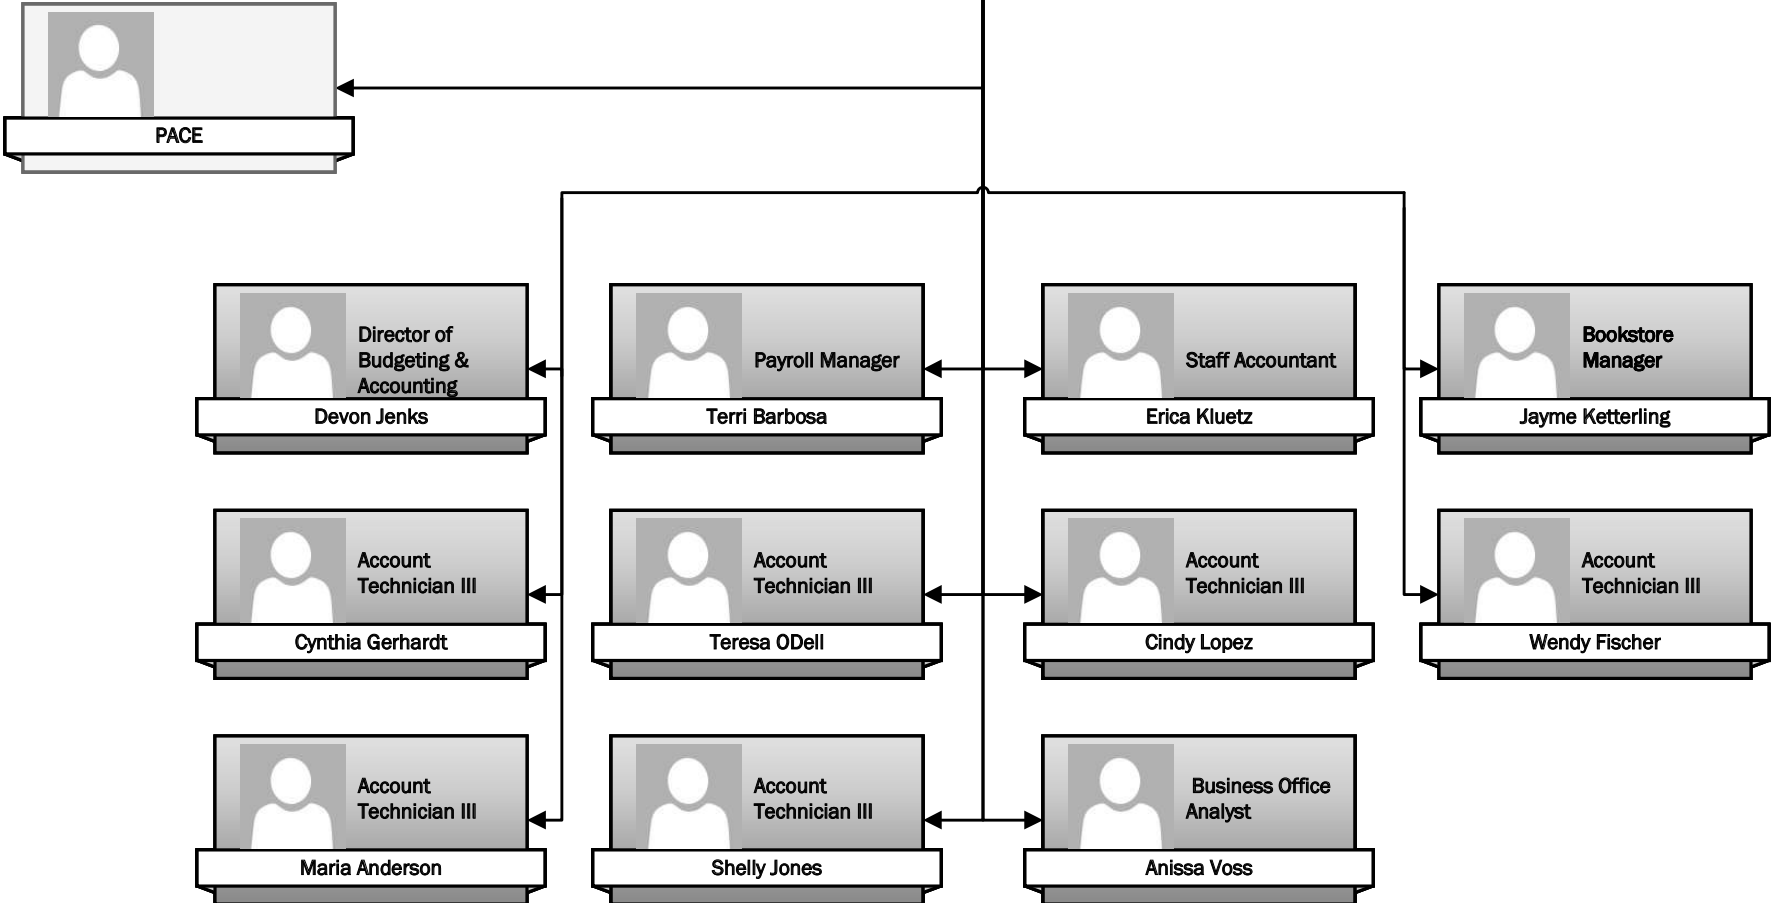 PACE
Director of
Budgeting &
Accounting
Devon Jenks
Payroll Manager
Terri Barbosa
Staff Accountant
Erica Kluetz
Bookstore
Manager
Jayme Ketterling
Account
Technician III
Cynthia Gerhardt
Account
Technician III
Teresa ODell
Account
Technician III
Cindy Lopez
Account
Technician III
Wendy Fischer
Account
Technician III
Maria Anderson
Account
Technician III
Shelly Jones
Business Office
Analyst
Anissa Voss